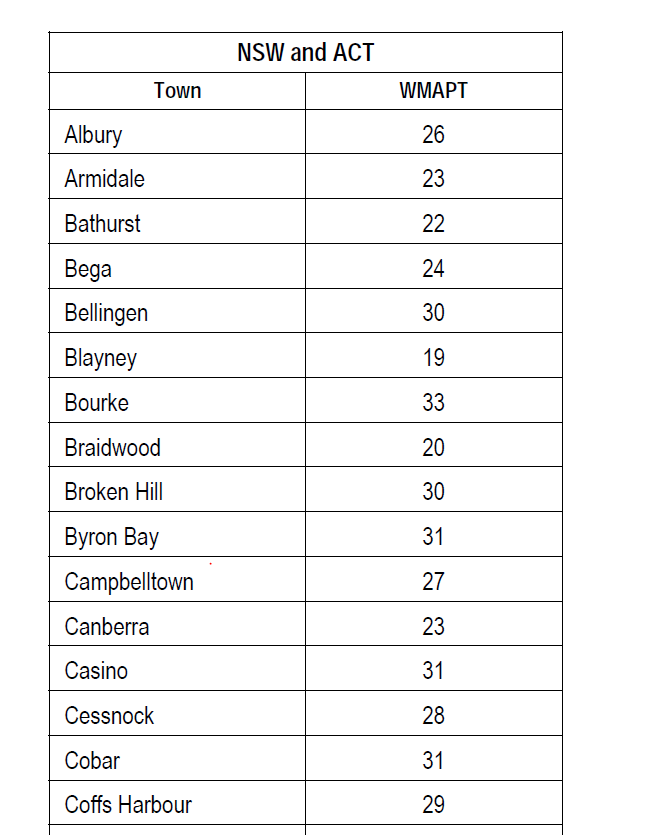 NSW and ACT
Town WMAPT
Albury 26
Armidale 23
Bathurst 22
Bega 24
Bellingen 30
Blayney 19
Bourke 33
Braidwood 20
Broken Hill 30
Byron Bay 31
Campbelltown 27
Canberra 23
Casino 31
Cessnock 28
Cobar 31
Coffs Harbour 29